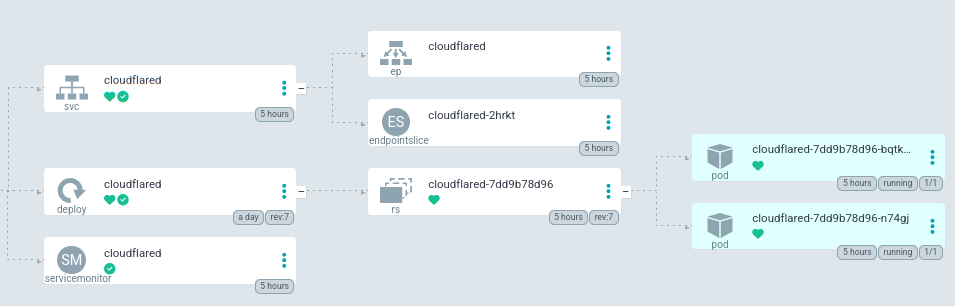 cloudflared
svc
5 hours
cloudflared
ep
5 hours
ES
cloudflared-2hrkt
endpointslice
5 hours
cloudflared
deploy
a day
rev:7
cloudflared-7dd9b78d96
rs
5 hours
rev:7
cloudflared-7dd9b78d96-bqtk...
pod
5 hours
running
1/1
cloudflared-7dd9b78d96-n74gj
pod
5 hours
running
1/1
SM
cloudflared
servicemonitor
5 hours